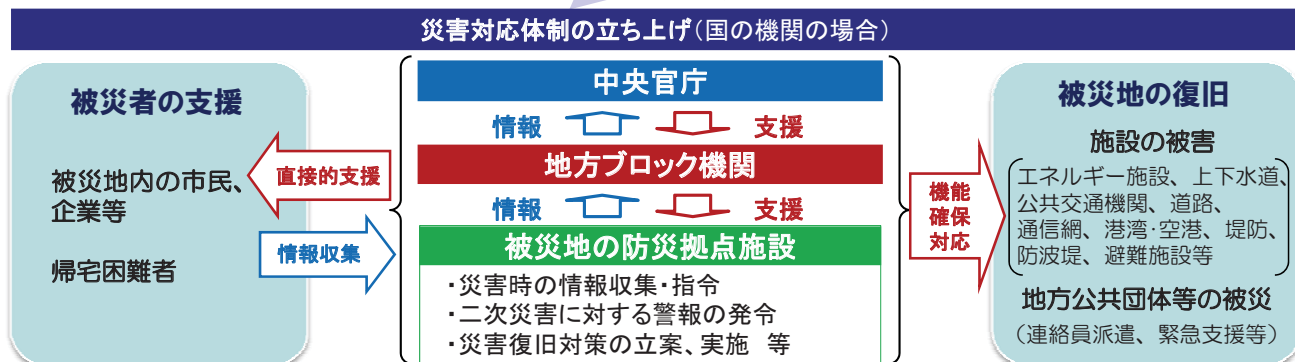 災害対応体制の立ち上げ(国の機関の場合)
被災者の支援
被災地内の市民、
企業等
帰宅困難者
直接的支援
情報収集
中央官庁
情報
支援
地方ブロック機関
情報
支援
被災地の防災拠点施設
・災害時の情報収集・指令
・二次災害に対する警報の発令
・災害復旧対策の立案、実施 等
機能
確保
対応
被災地の復旧
施設の被害
エネルギー施設、上下水道、
公共交通機関、道路、
通信網、港湾・空港、堤防、
防波堤、避難施設等
地方公共団体等の被災
(連絡員派遣、緊急支援等)